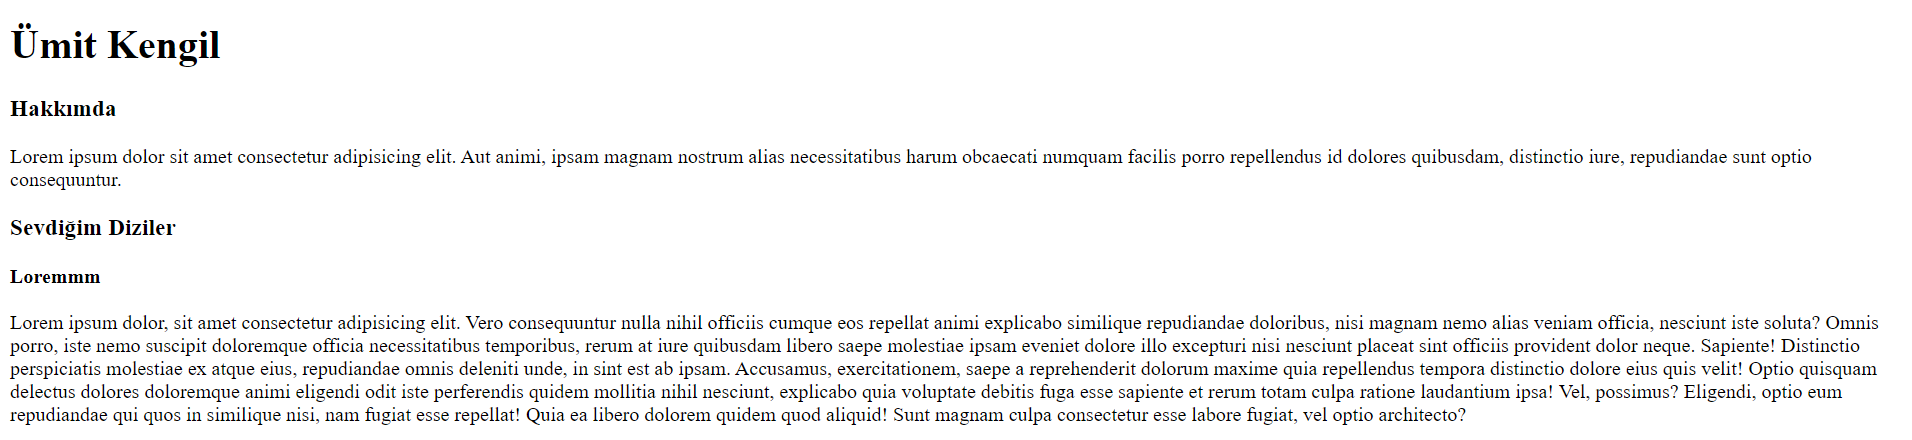 Ümit Kengil
Hakkımda
Lorem ipsum dolor sit amet consectetur adipisicing elit. Aut animi, ipsam magnam nostrum alias necessitatibus harum obcaecati numquam facilis porro repellendus id dolores quibusdam, distinctio iure, repudiandae sunt optio
consequuntur.
Sevdiğim Diziler
Loremmm
Lorem ipsum dolor, sit amet consectetur adipisicing elit. Vero consequuntur nulla nihil officiis cumque eos repellat animi explicabo similique repudiandae doloribus, nisi magnam nemo alias veniam officia, nesciunt iste soluta? Omnis
porro, iste nemo suscipit doloremque officia necessitatibus temporibus, rerum at iure quibusdam libero saepe molestiae ipsam eveniet dolore illo excepturi nisi nesciunt placeat sint officiis provident dolor neque. Sapiente! Distinctio
perspiciatis molestiae ex atque eius, repudiandae omnis deleniti unde, in sint est ab ipsam. Accusamus, exercitationem, saepe a reprehenderit dolorum maxime quia repellendus tempora distinctio dolore eius quis velit! Optio quisquam
delectus dolores doloremque animi eligendi odit iste perferendis quidem mollitia nihil nesciunt, explicabo quia voluptate debitis fuga esse sapiente et rerum totam culpa ratione laudantium ipsa! Vel, possimus? Eligendi, optio eum
repudiandae qui quos in similique nisi, nam fugiat esse repellat! Quia ea libero dolorem quidem quod aliquid! Sunt magnam culpa consectetur esse labore fugiat, vel optio architecto?